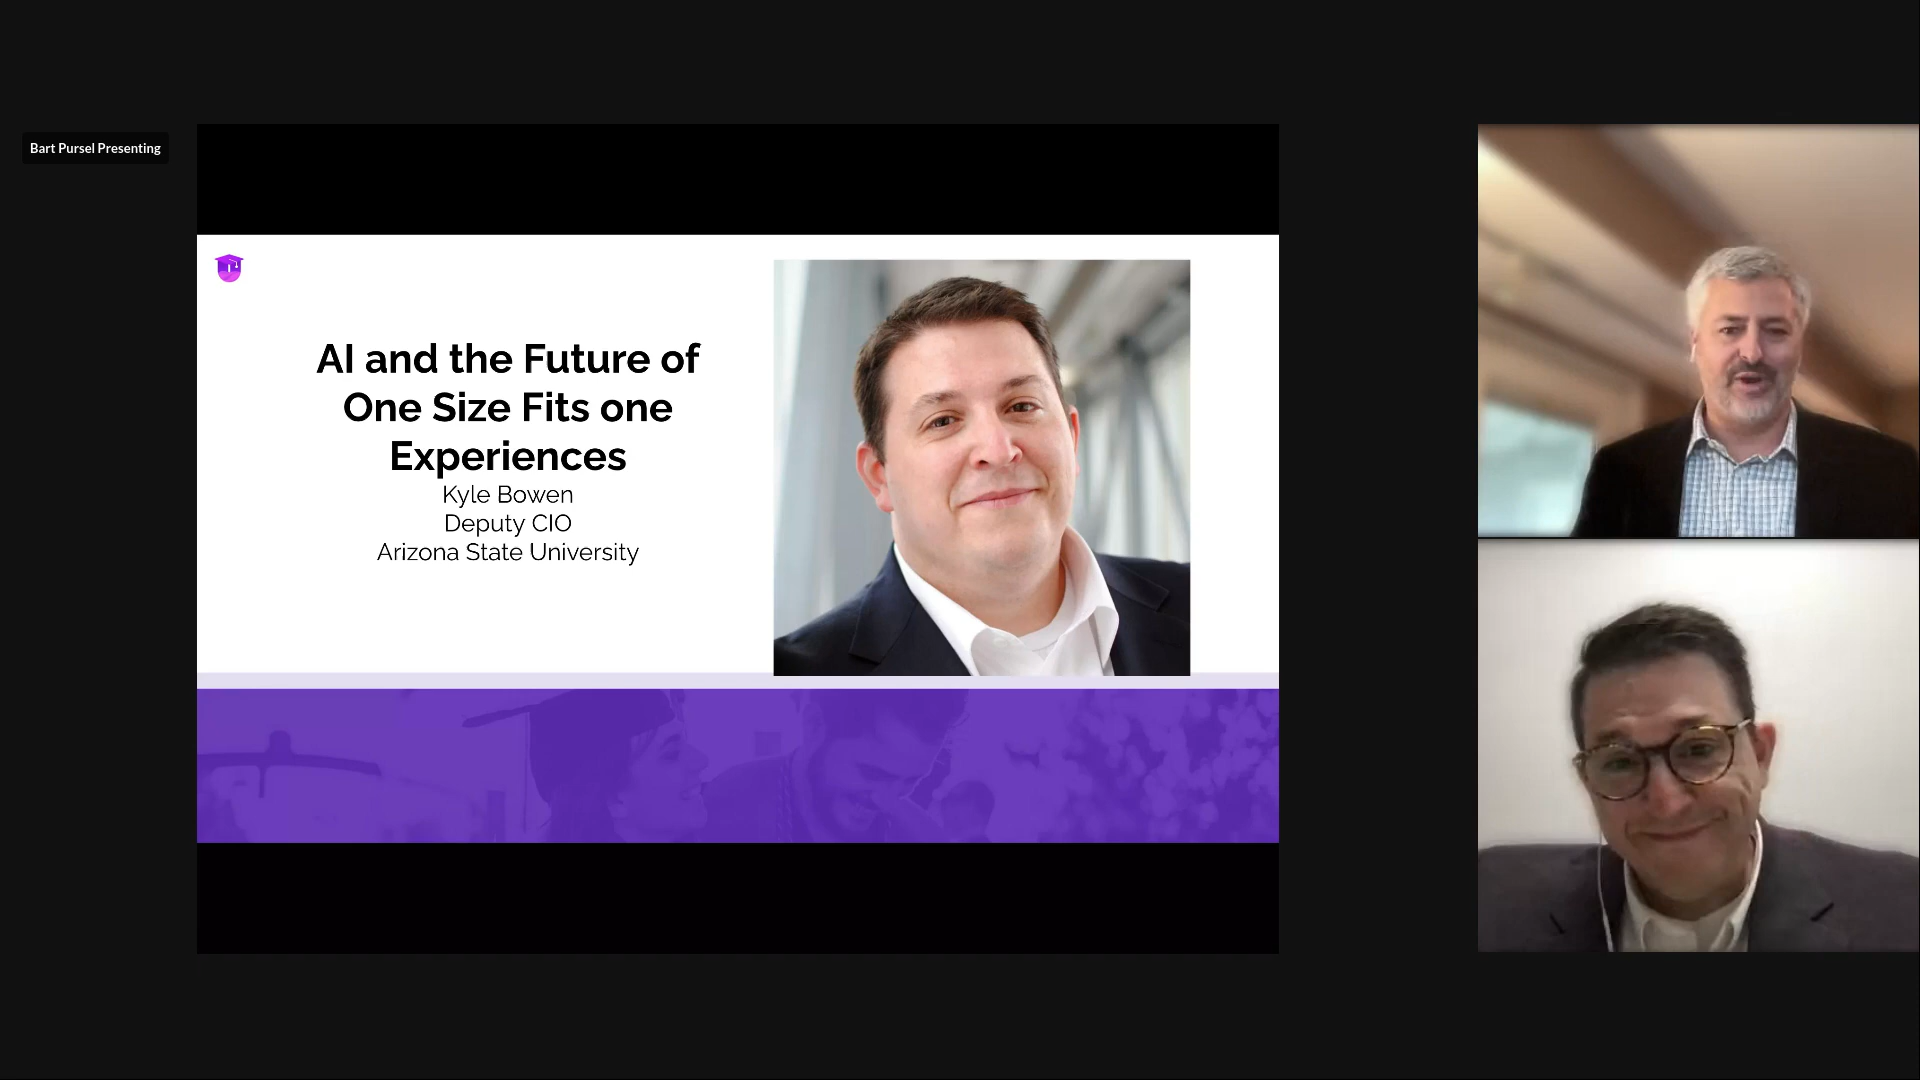 Bart Pursel Presenting
AI and the Future of
One Size Fits one
Experiences
Kyle Bowen
Deputy CIO
Arizona State University